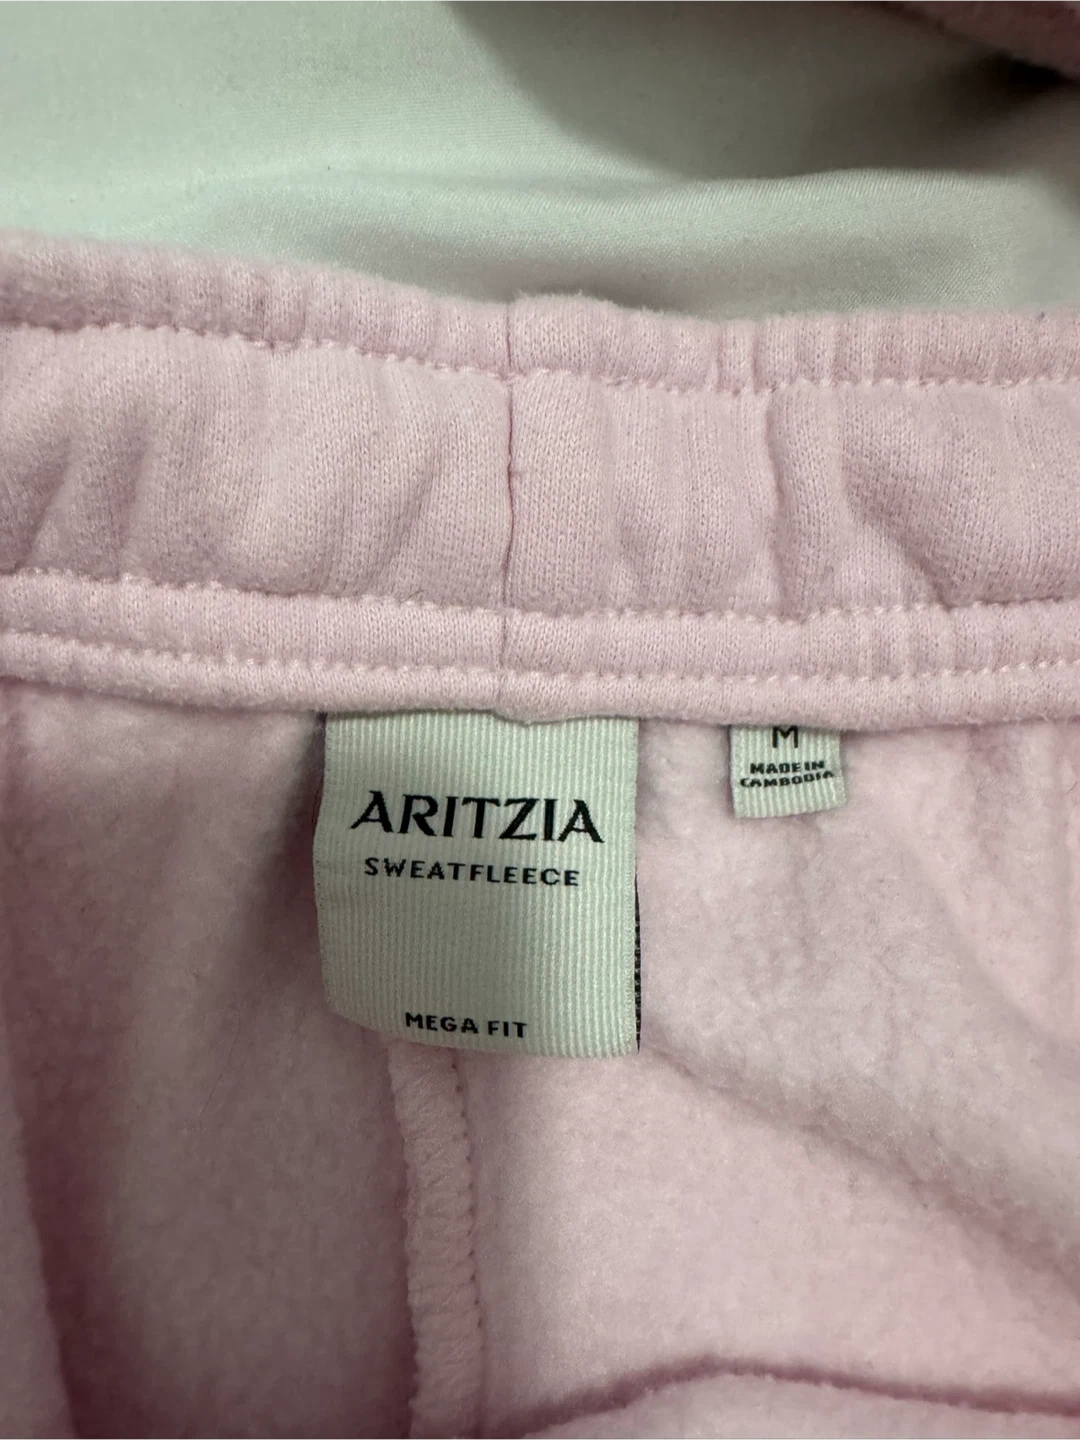 ARITZIA
SWEATFLEECE
MEGA FIT
M
MADE IN
CAMBODIA